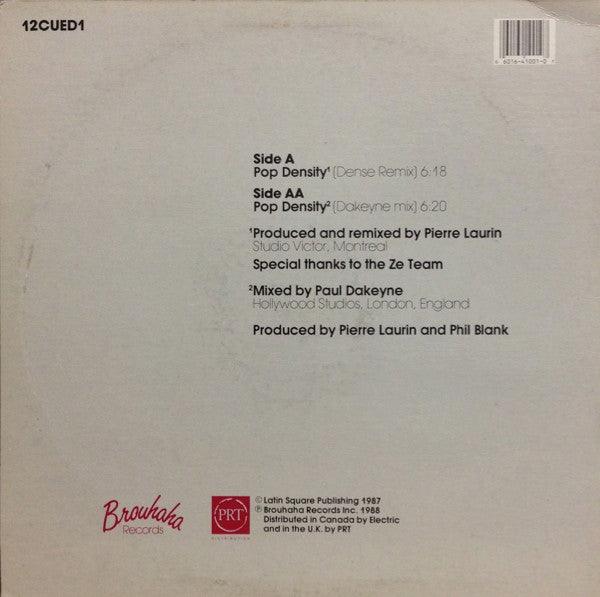 12CUED1
6 6016-41001-0 1
Side A
Pop Density¹ (Dense Remix) 6:18
Side AA
Pop Density² (Dakeyne mix) 6:20
¹Produced and remixed by Pierre Laurin
Studio Victor, Montreal
Special thanks to the Ze Team
²Mixed by Paul Dakeyne
Hollywood Studios, London, England
Produced by Pierre Laurin and Phil Blank
Brouhaha
Records
PRT
DISTRIBUTION
© Latin Square Publishing 1987
℗ Brouhaha Records Inc. 1988
Distributed in Canada by Electric
and in the U.K. by PRT